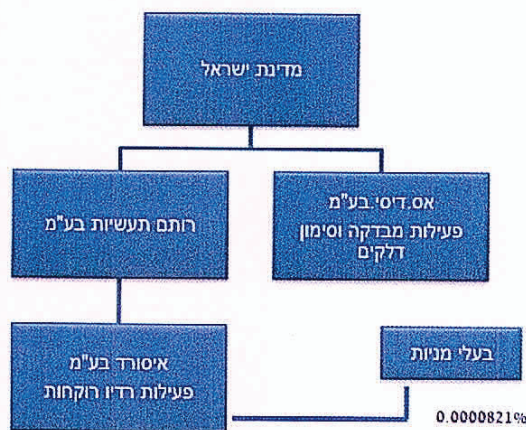 מדינת ישראל
רותם תעשיות בע"מ
אס.דיסי.בע"מ
פעילות מבדקה וסימון
דלקים
איסורד בע"מ
פעילות רדיו רוקחות
בעלי מניות
0.0000821%